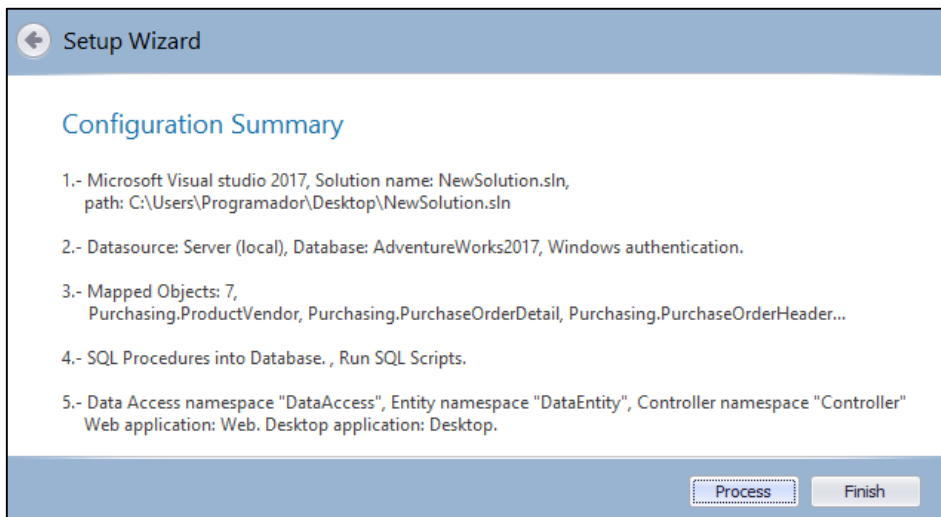 Setup Wizard
Configuration Summary
1.- Microsoft Visual studio 2017, Solution name: NewSolution.sln,
path: C:\Users\Programador\Desktop\NewSolution.sln
2.- Datasource: Server (local), Database: AdventureWorks2017, Windows authentication.
3.- Mapped Objects: 7,
Purchasing.ProductVendor, Purchasing.PurchaseOrderDetail, Purchasing.PurchaseOrderHeader...
4.- SQL Procedures into Database. , Run SQL Scripts.
5.- Data Access namespace "DataAccess", Entity namespace "DataEntity", Controller namespace "Controller"
Web application: Web. Desktop application: Desktop.
Process Finish